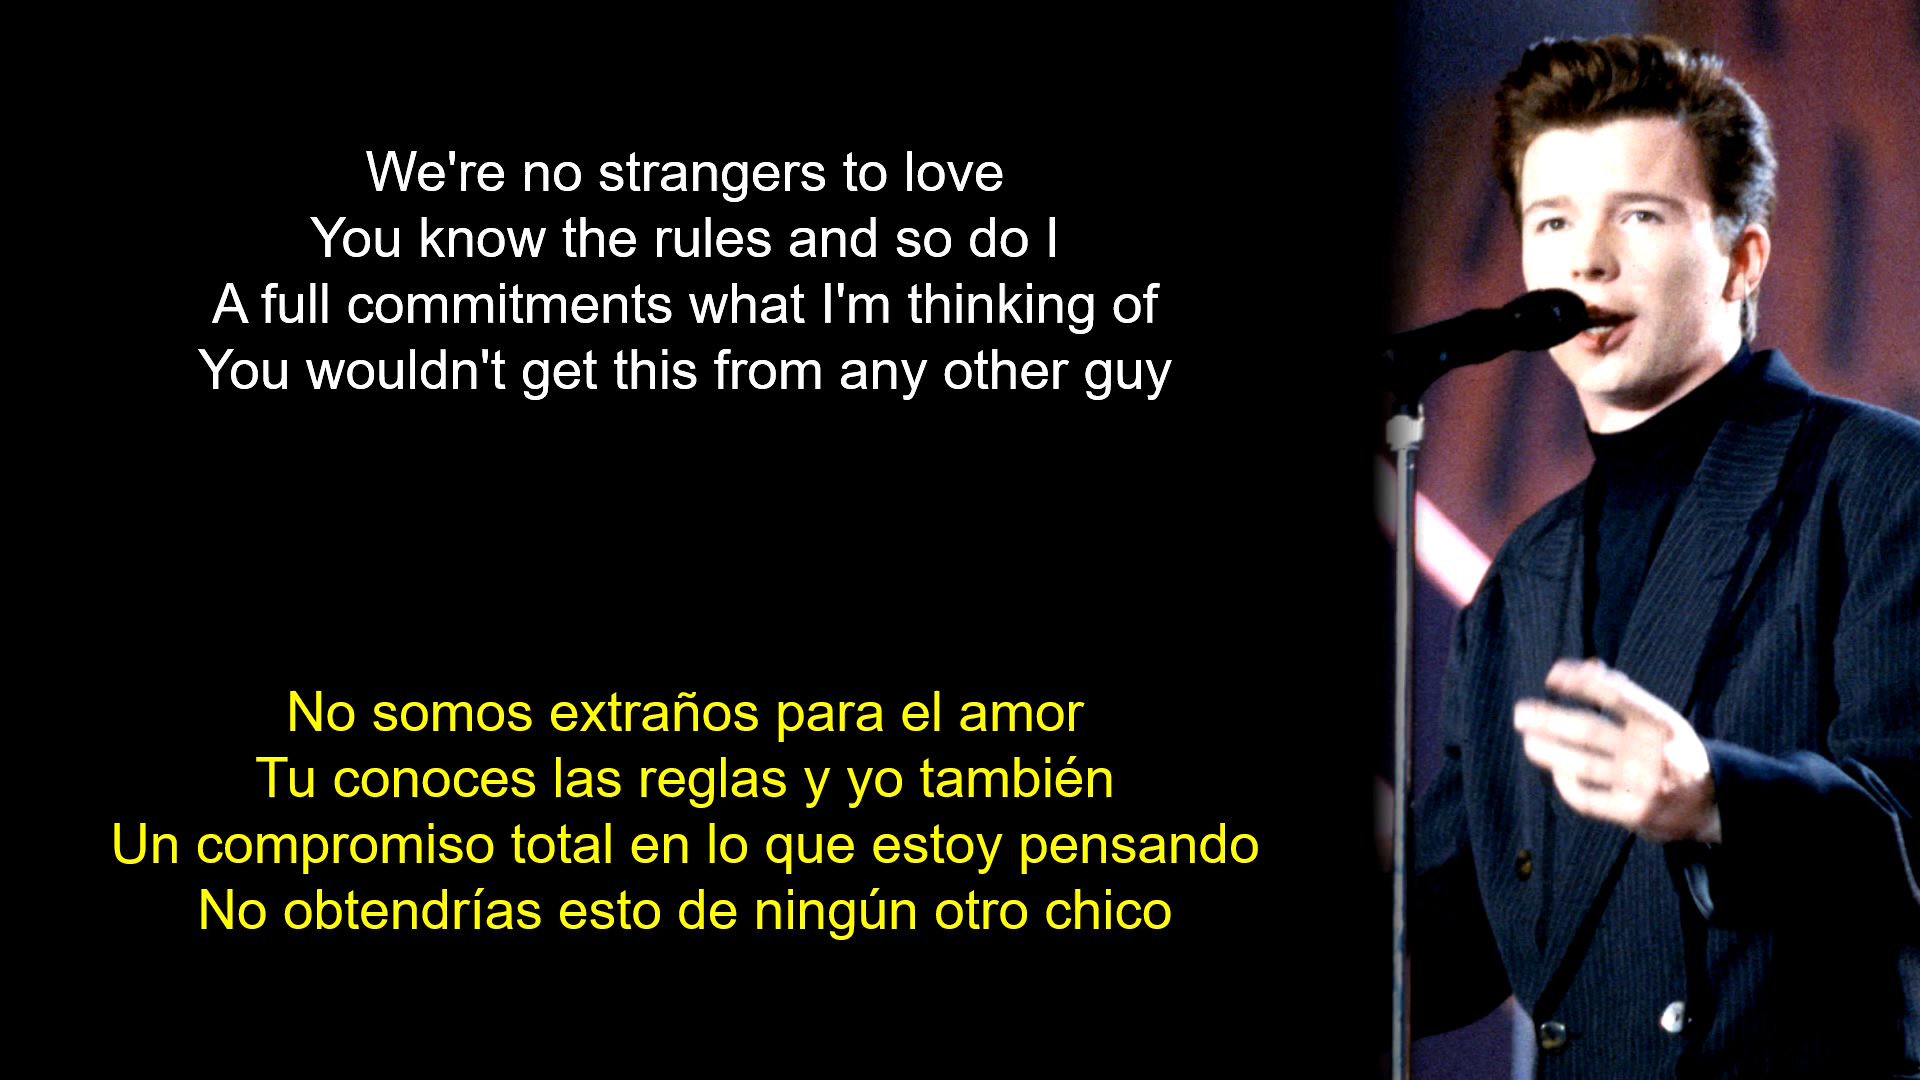 We're no strangers to love
You know the rules and so do I
A full commitments what I'm thinking of
You wouldn't get this from any other guy
No somos extraños para el amor
Tu conoces las reglas y yo también
Un compromiso total en lo que estoy pensando
No obtendrías esto de ningún otro chico